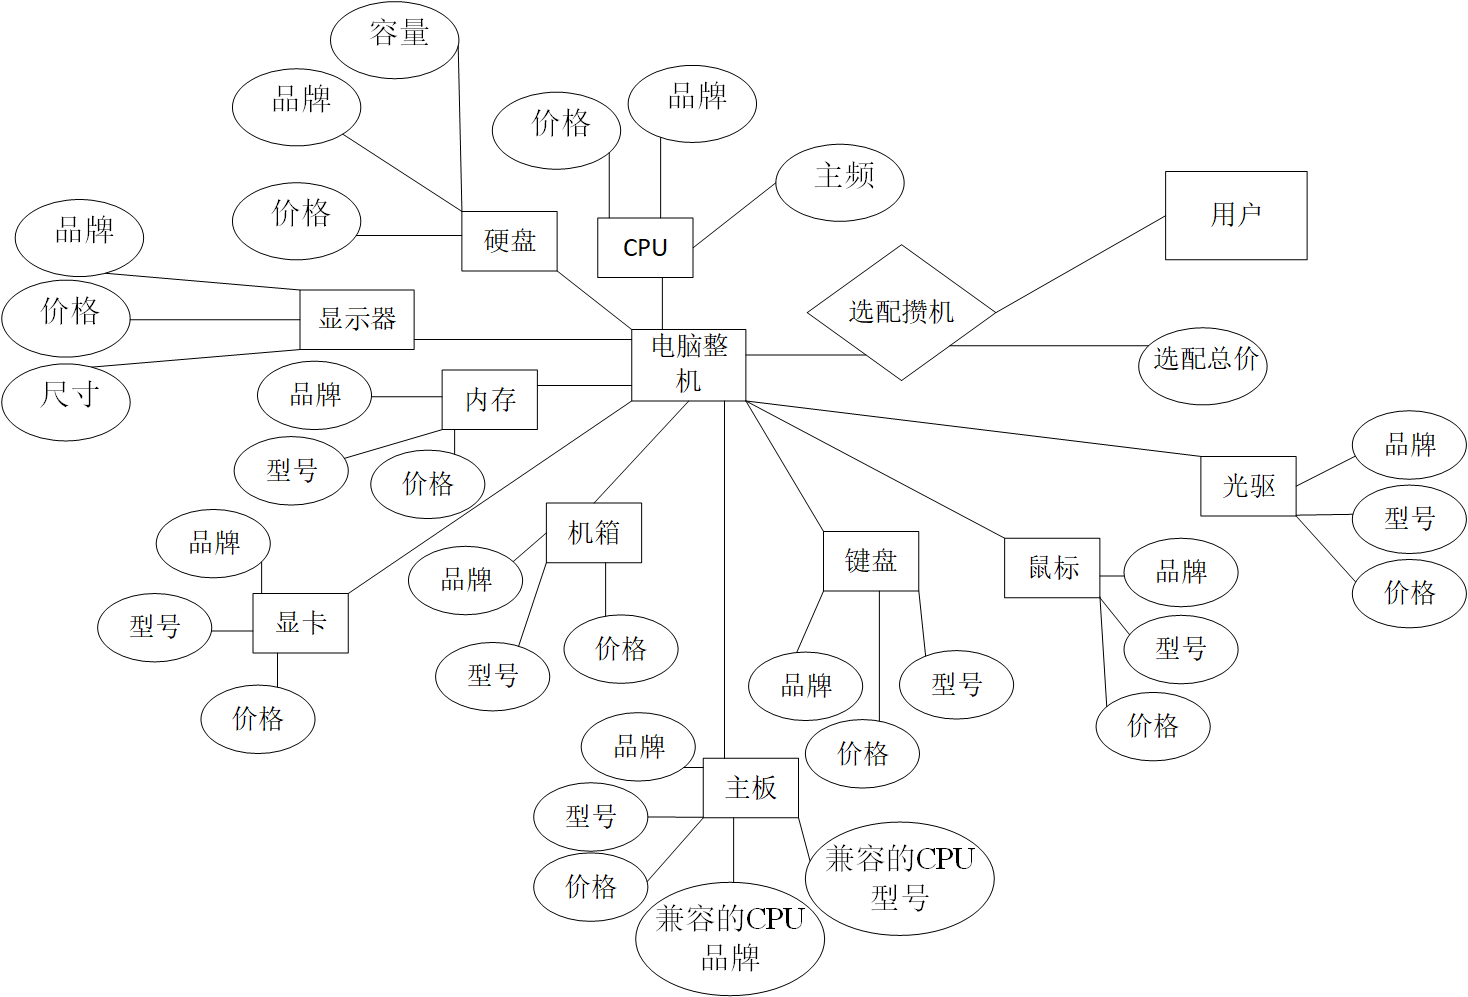 容量
品牌
品牌
价格
主频
价格
用户
品牌
硬盘
CPU
价格
显示器
选配攒机
电脑整
机
选配总价
尺寸
品牌
内存
型号
价格
品牌
光驱
型号
价格
品牌
型号
显卡
价格
机箱
品牌
型号
价格
键盘
品牌
型号
价格
鼠标
品牌
型号
价格
品牌
主板
型号
价格
兼容的CPU
型号
兼容的CPU
品牌